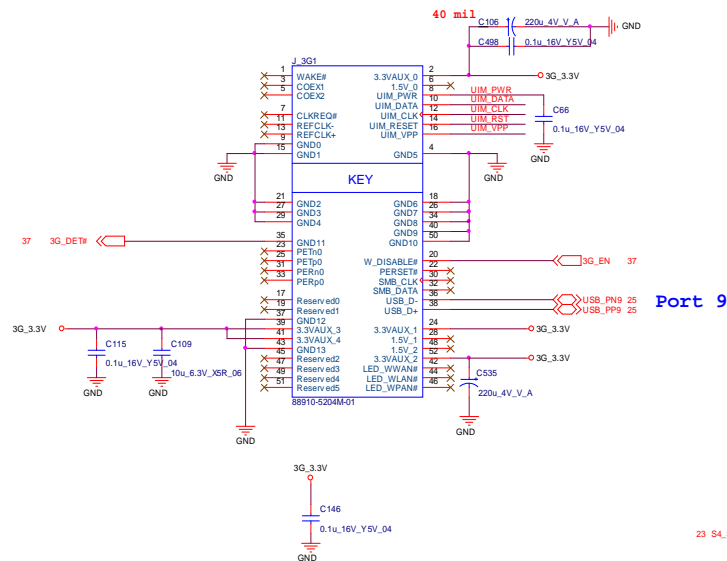 40 mil
C106 220u_4V_V_A
GND
C498 0.1u_16V_Y5V_04
J_3G1
1 WAKE# 3.3VAUX_0 2 3G_3.3V
3 COEX1 1.5V_0 6
5 COEX2 UIM_PWR 8 UIM_PWR
UIM_DATA 10 UIM_DATA
7 CLKREQ# UIM_CLK 12 UIM_CLK
11 REFCLK- UIM_RESET 14 UIM_RST
13 REFCLK+ UIM_VPP 16 UIM_VPP
C66
0.1u_16V_Y5V_04
9 GND0
15 GND1 GND5 4
GND GND GND
KEY
21 GND2 GND6 18
27 GND3 GND7 26
29 GND4 GND8 34
GND9 40
GND10 50
37 3G_DET# 35 GND11
23 PETn0 W_DISABLE# 20 3G_EN 37
25 PETp0 PERSET# 22
31 PERn0 SMB_CLK 30
33 PERp0 SMB_DATA 32
17 Reserved0 USB_D- 36 USB_PN9 25
19 Reserved1 USB_D+ 38 USB_PP9 25
Port 9
37 GND12
3G_3.3V 39 3.3VAUX_3 3.3VAUX_1 24 3G_3.3V
41 3.3VAUX_4 1.5V_1 28
43 GND13 1.5V_2 48
45 Reserved2 3.3VAUX_2 52 3G_3.3V
47 Reserved3 LED_WWAN# 42
49 Reserved4 LED_WLAN# 44
51 Reserved5 LED_WPAN# 46
C115
0.1u_16V_Y5V_04
C109
10u_6.3V_X5R_06
C535
220u_4V_V_A
88910-5204M-01
GND GND GND GND
3G_3.3V
C146
0.1u_16V_Y5V_04
GND
23 S4_